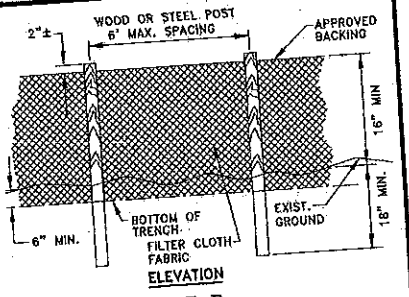 WOOD OR STEEL POST
6' MAX. SPACING
2"±
APPROVED
BACKING
16" MIN
18" MIN.
EXIST.
GROUND
6" MIN.
BOTTOM OF
TRENCH
FILTER CLOTH
FABRIC
ELEVATION